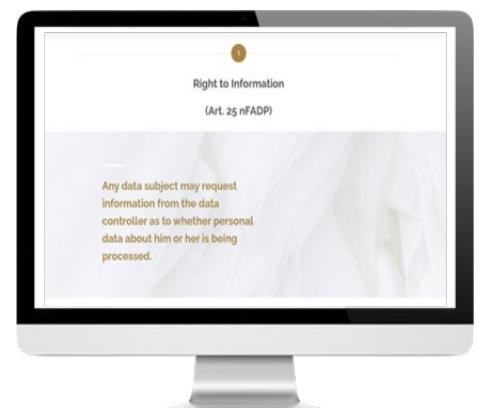 1
Right to Information
(Art. 25 nFADP)
Any data subject may request
information from the data
controller as to whether personal
data about him or her is being
processed.